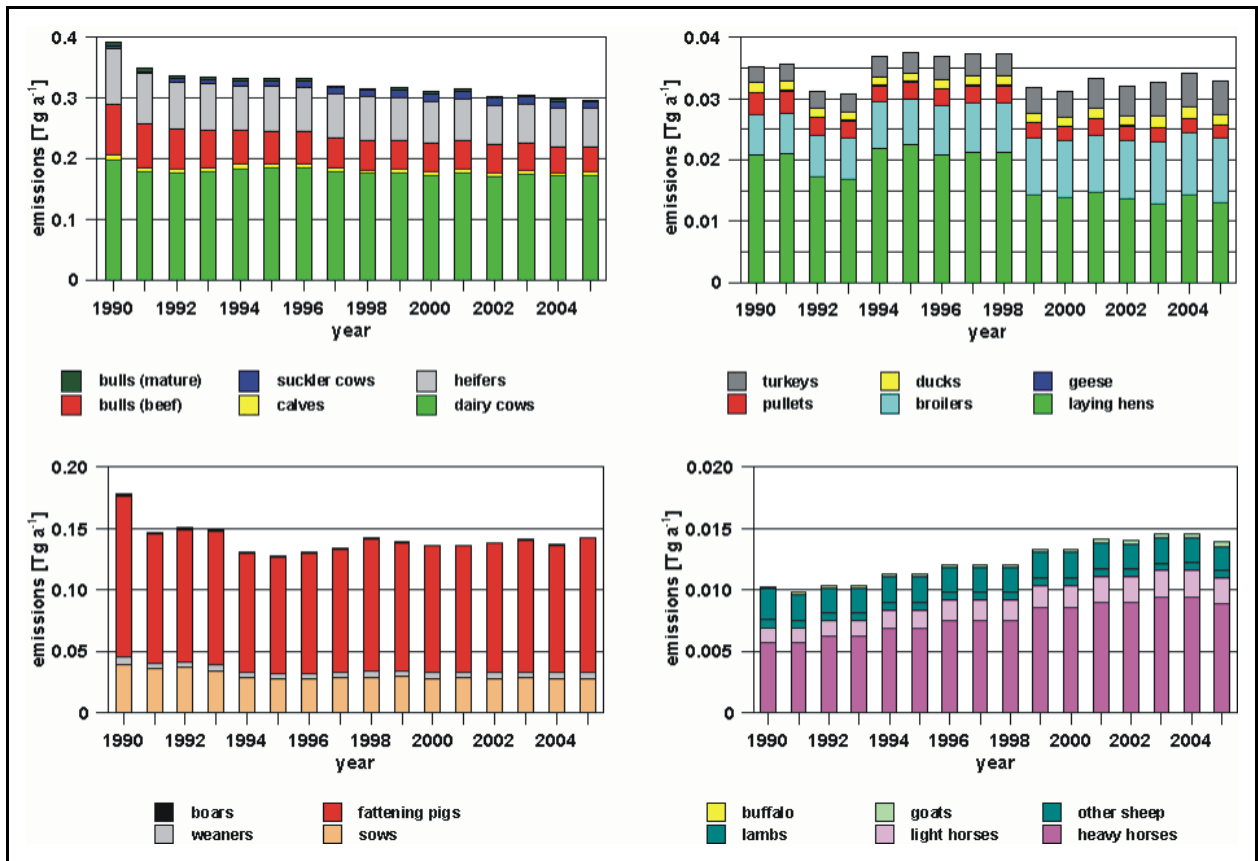 0.4
0.3
0.2
0.1
0
emissions [Tg a-1]
1990 1992 1994 1996 1998 2000 2002 2004
year
bulls (mature) suckler cows heifers
bulls (beef) calves dairy cows
0.04
0.03
0.02
0.01
0
emissions [Tg a-1]
1990 1992 1994 1996 1998 2000 2002 2004
year
turkeys ducks geese
pullets broilers laying hens
0.20
0.15
0.10
0.05
0
emissions [Tg a-1]
1990 1992 1994 1996 1998 2000 2002 2004
year
boars fattening pigs
weaners sows
0.020
0.015
0.010
0.005
0
emissions [Tg a-1]
1990 1992 1994 1996 1998 2000 2002 2004
year
buffalo goats other sheep
lambs light horses heavy horses